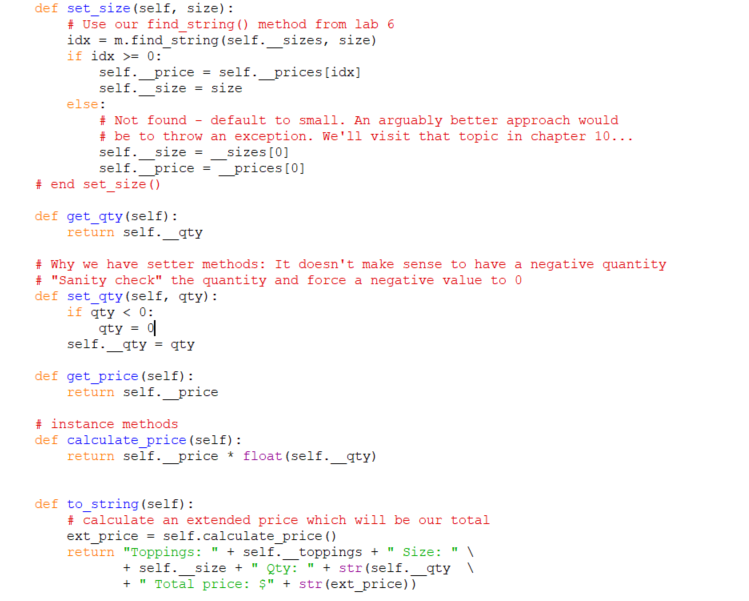 def set_size(self, size):
    # Use our find_string() method from lab 6
    idx = m.find_string(self.__sizes, size)
    if idx >= 0:
        self.__price = self.__prices[idx]
        self.__size = size
    else:
        # Not found - default to small. An arguably better approach would
        # be to throw an exception. We'll visit that topic in chapter 10...
        self.__size = __sizes[0]
        self.__price = __prices[0]
# end set_size()

def get_qty(self):
    return self.__qty

# Why we have setter methods: It doesn't make sense to have a negative quantity
# "Sanity check" the quantity and force a negative value to 0
def set_qty(self, qty):
    if qty < 0:
        qty = 0
    self.__qty = qty

def get_price(self):
    return self.__price

# instance methods
def calculate_price(self):
    return self.__price * float(self.__qty)


def to_string(self):
    # calculate an extended price which will be our total
    ext_price = self.calculate_price()
    return "Toppings: " + self.__toppings + " Size: " \
           + self.__size + " Qty: " + str(self.__qty  \
           + " Total price: $" + str(ext_price))